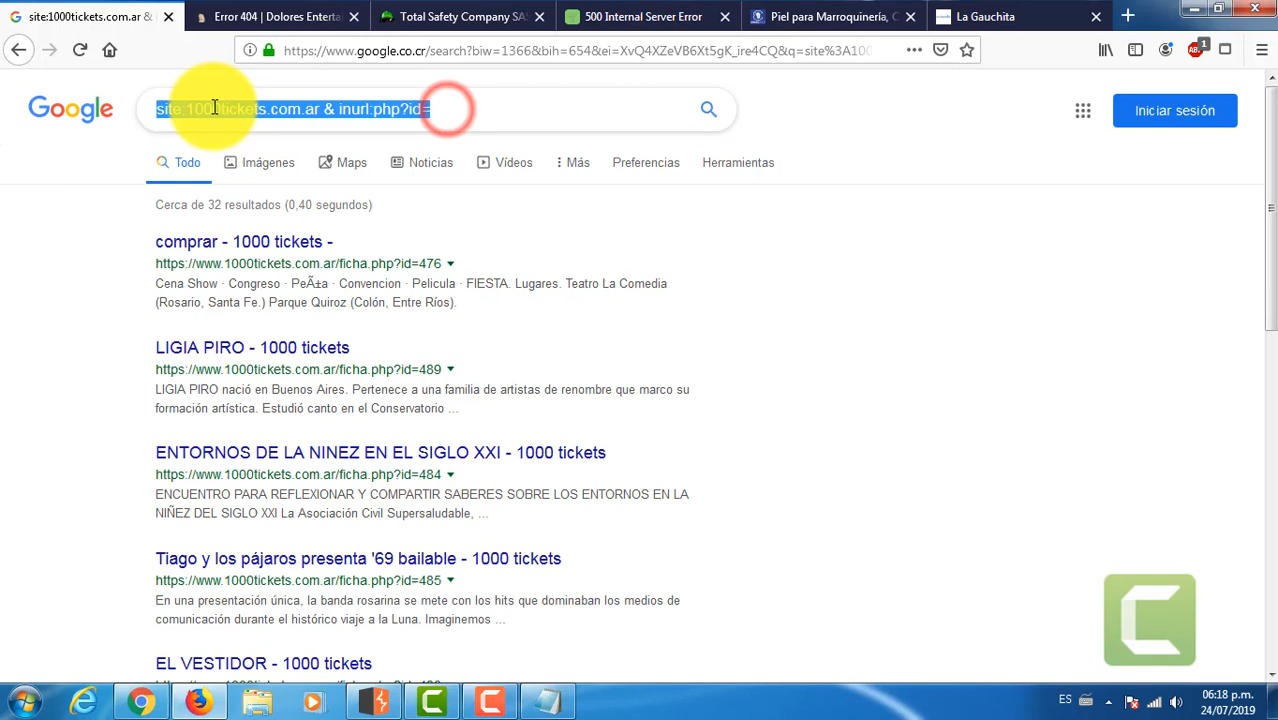 site:1000tickets.com.ar &
Error 404 | Dolores Enterta
Total Safety Company SAS
500 Internal Server Error
Piel para Marroquinería, C
La Gauchita
https://www.google.co.cr/search?biw=1366&bih=654&ei=XvQ4XZeVB6Xt5gK_ire4CQ&q=site%3A100
Google
site:1000tickets.com.ar & inurl:php?id=
Iniciar sesión
Todo
Imágenes
Maps
Noticias
Vídeos
Más
Preferencias
Herramientas
Cerca de 32 resultados (0,40 segundos)
comprar - 1000 tickets -
https://www.1000tickets.com.ar/ficha.php?id=476
Cena Show · Congreso · PeÃ±a · Convencion · Pelicula · FIESTA. Lugares. Teatro La Comedia
(Rosario, Santa Fe.) Parque Quiroz (Colón, Entre Ríos).
LIGIA PIRO - 1000 tickets
https://www.1000tickets.com.ar/ficha.php?id=489
LIGIA PIRO nació en Buenos Aires. Pertenece a una familia de artistas de renombre que marco su
formación artística. Estudió canto en el Conservatorio ...
ENTORNOS DE LA NINEZ EN EL SIGLO XXI - 1000 tickets
https://www.1000tickets.com.ar/ficha.php?id=484
ENCUENTRO PARA REFLEXIONAR Y COMPARTIR SABERES SOBRE LOS ENTORNOS EN LA
NIÑEZ DEL SIGLO XXI La Asociación Civil Supersaludable, ...
Tiago y los pájaros presenta '69 bailable - 1000 tickets
https://www.1000tickets.com.ar/ficha.php?id=485
En una presentación única, la banda rosarina se mete con los hits que dominaban los medios de
comunicación durante el histórico viaje a la Luna. Imaginemos ...
EL VESTIDOR - 1000 tickets
ES
06:18 p.m.
24/07/2019